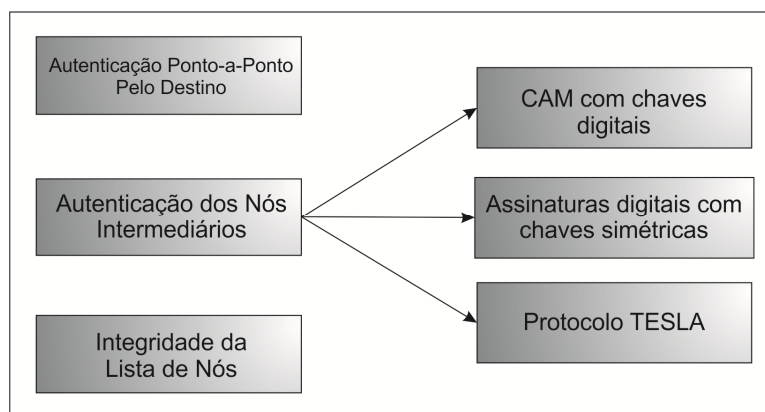 Autenticação Ponto-a-Ponto
Pelo Destino
CAM com chaves
digitais
Autenticação dos Nós
Intermediários
Assinaturas digitais com
chaves simétricas
Protocolo TESLA
Integridade da
Lista de Nós